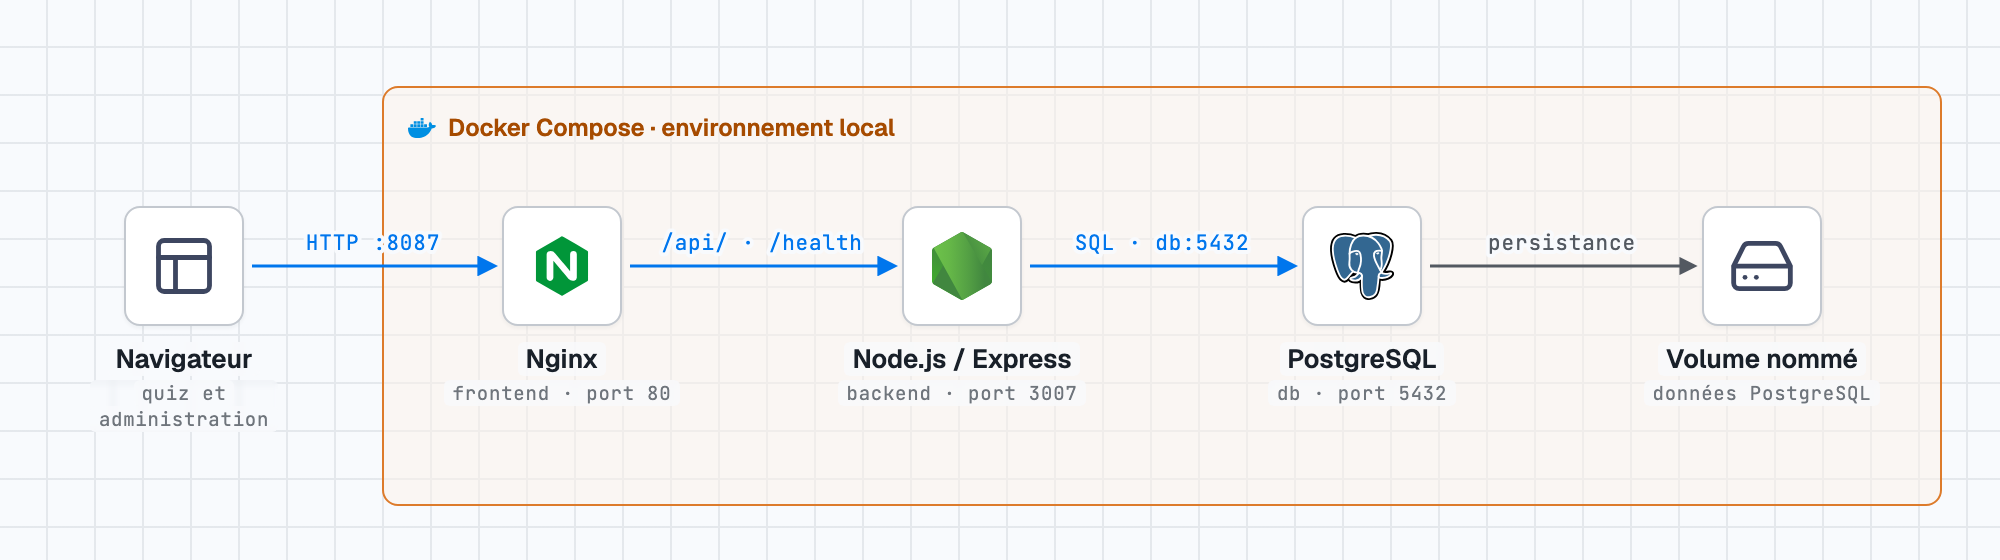 Docker Compose · environnement local
HTTP :8087
/api/ · /health
SQL · db:5432
persistance
Navigateur
quiz et
administration
Nginx
frontend · port 80
Node.js / Express
backend · port 3007
PostgreSQL
db · port 5432
Volume nommé
données PostgreSQL